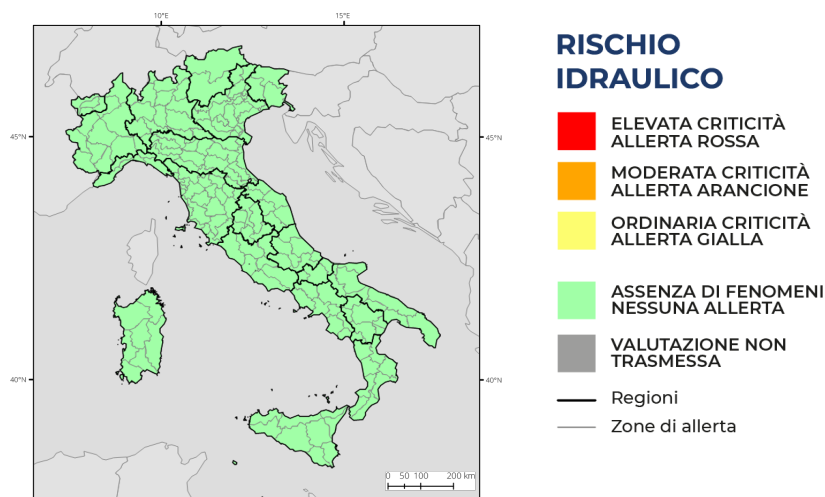 10°E
15°E
45°N
45°N
40°N
40°N
0 50 100 200 km
RISCHIO
IDRAULICO
ELEVATA CRITICITÀ
ALLERTA ROSSA
MODERATA CRITICITÀ
ALLERTA ARANCIONE
ORDINARIA CRITICITÀ
ALLERTA GIALLA
ASSENZA DI FENOMENI
NESSUNA ALLERTA
VALUTAZIONE NON
TRASMESSA
Regioni
Zone di allerta